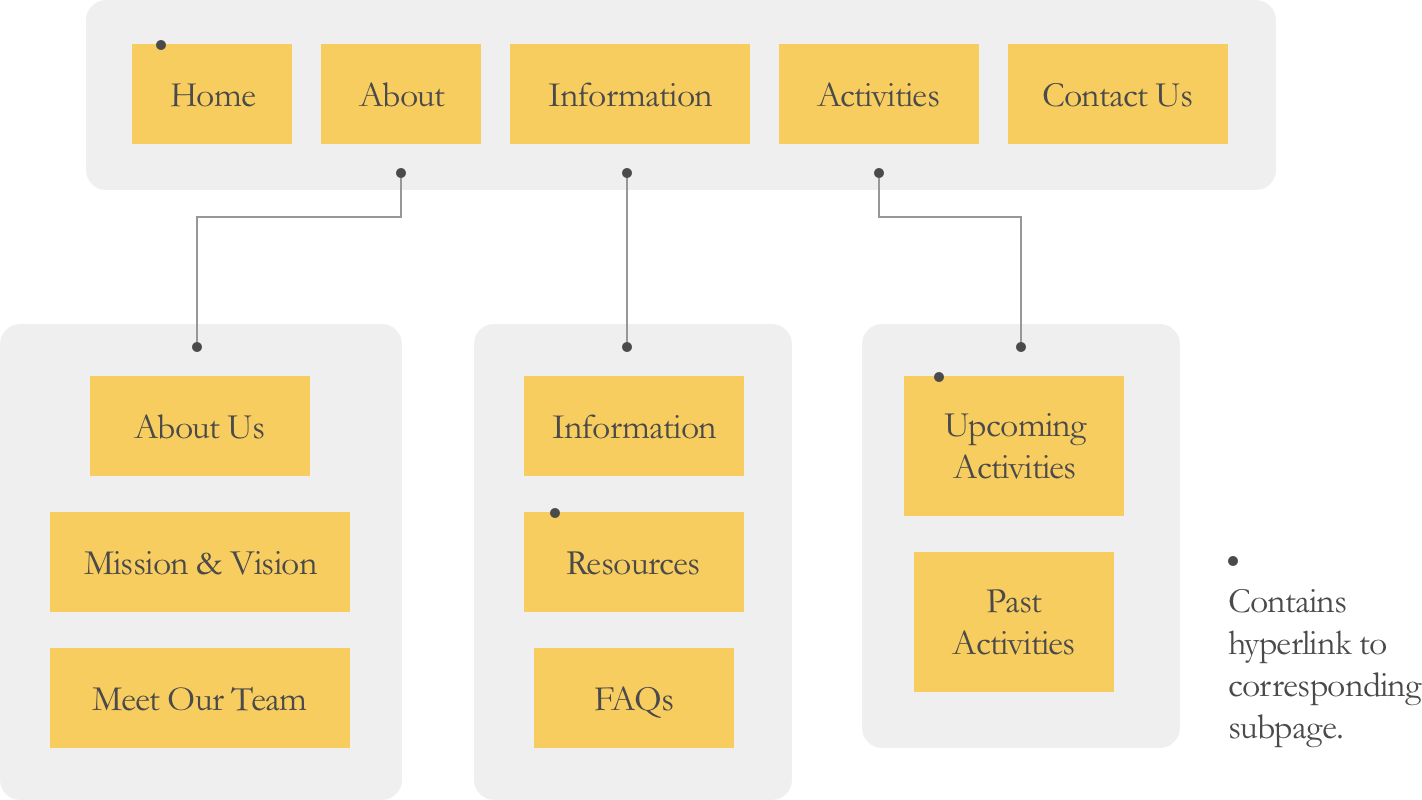 Home
About
Information
Activities
Contact Us
About Us
Mission & Vision
Meet Our Team
Information
Resources
FAQs
Upcoming
Activities
Past
Activities
Contains
hyperlink to
corresponding
subpage.